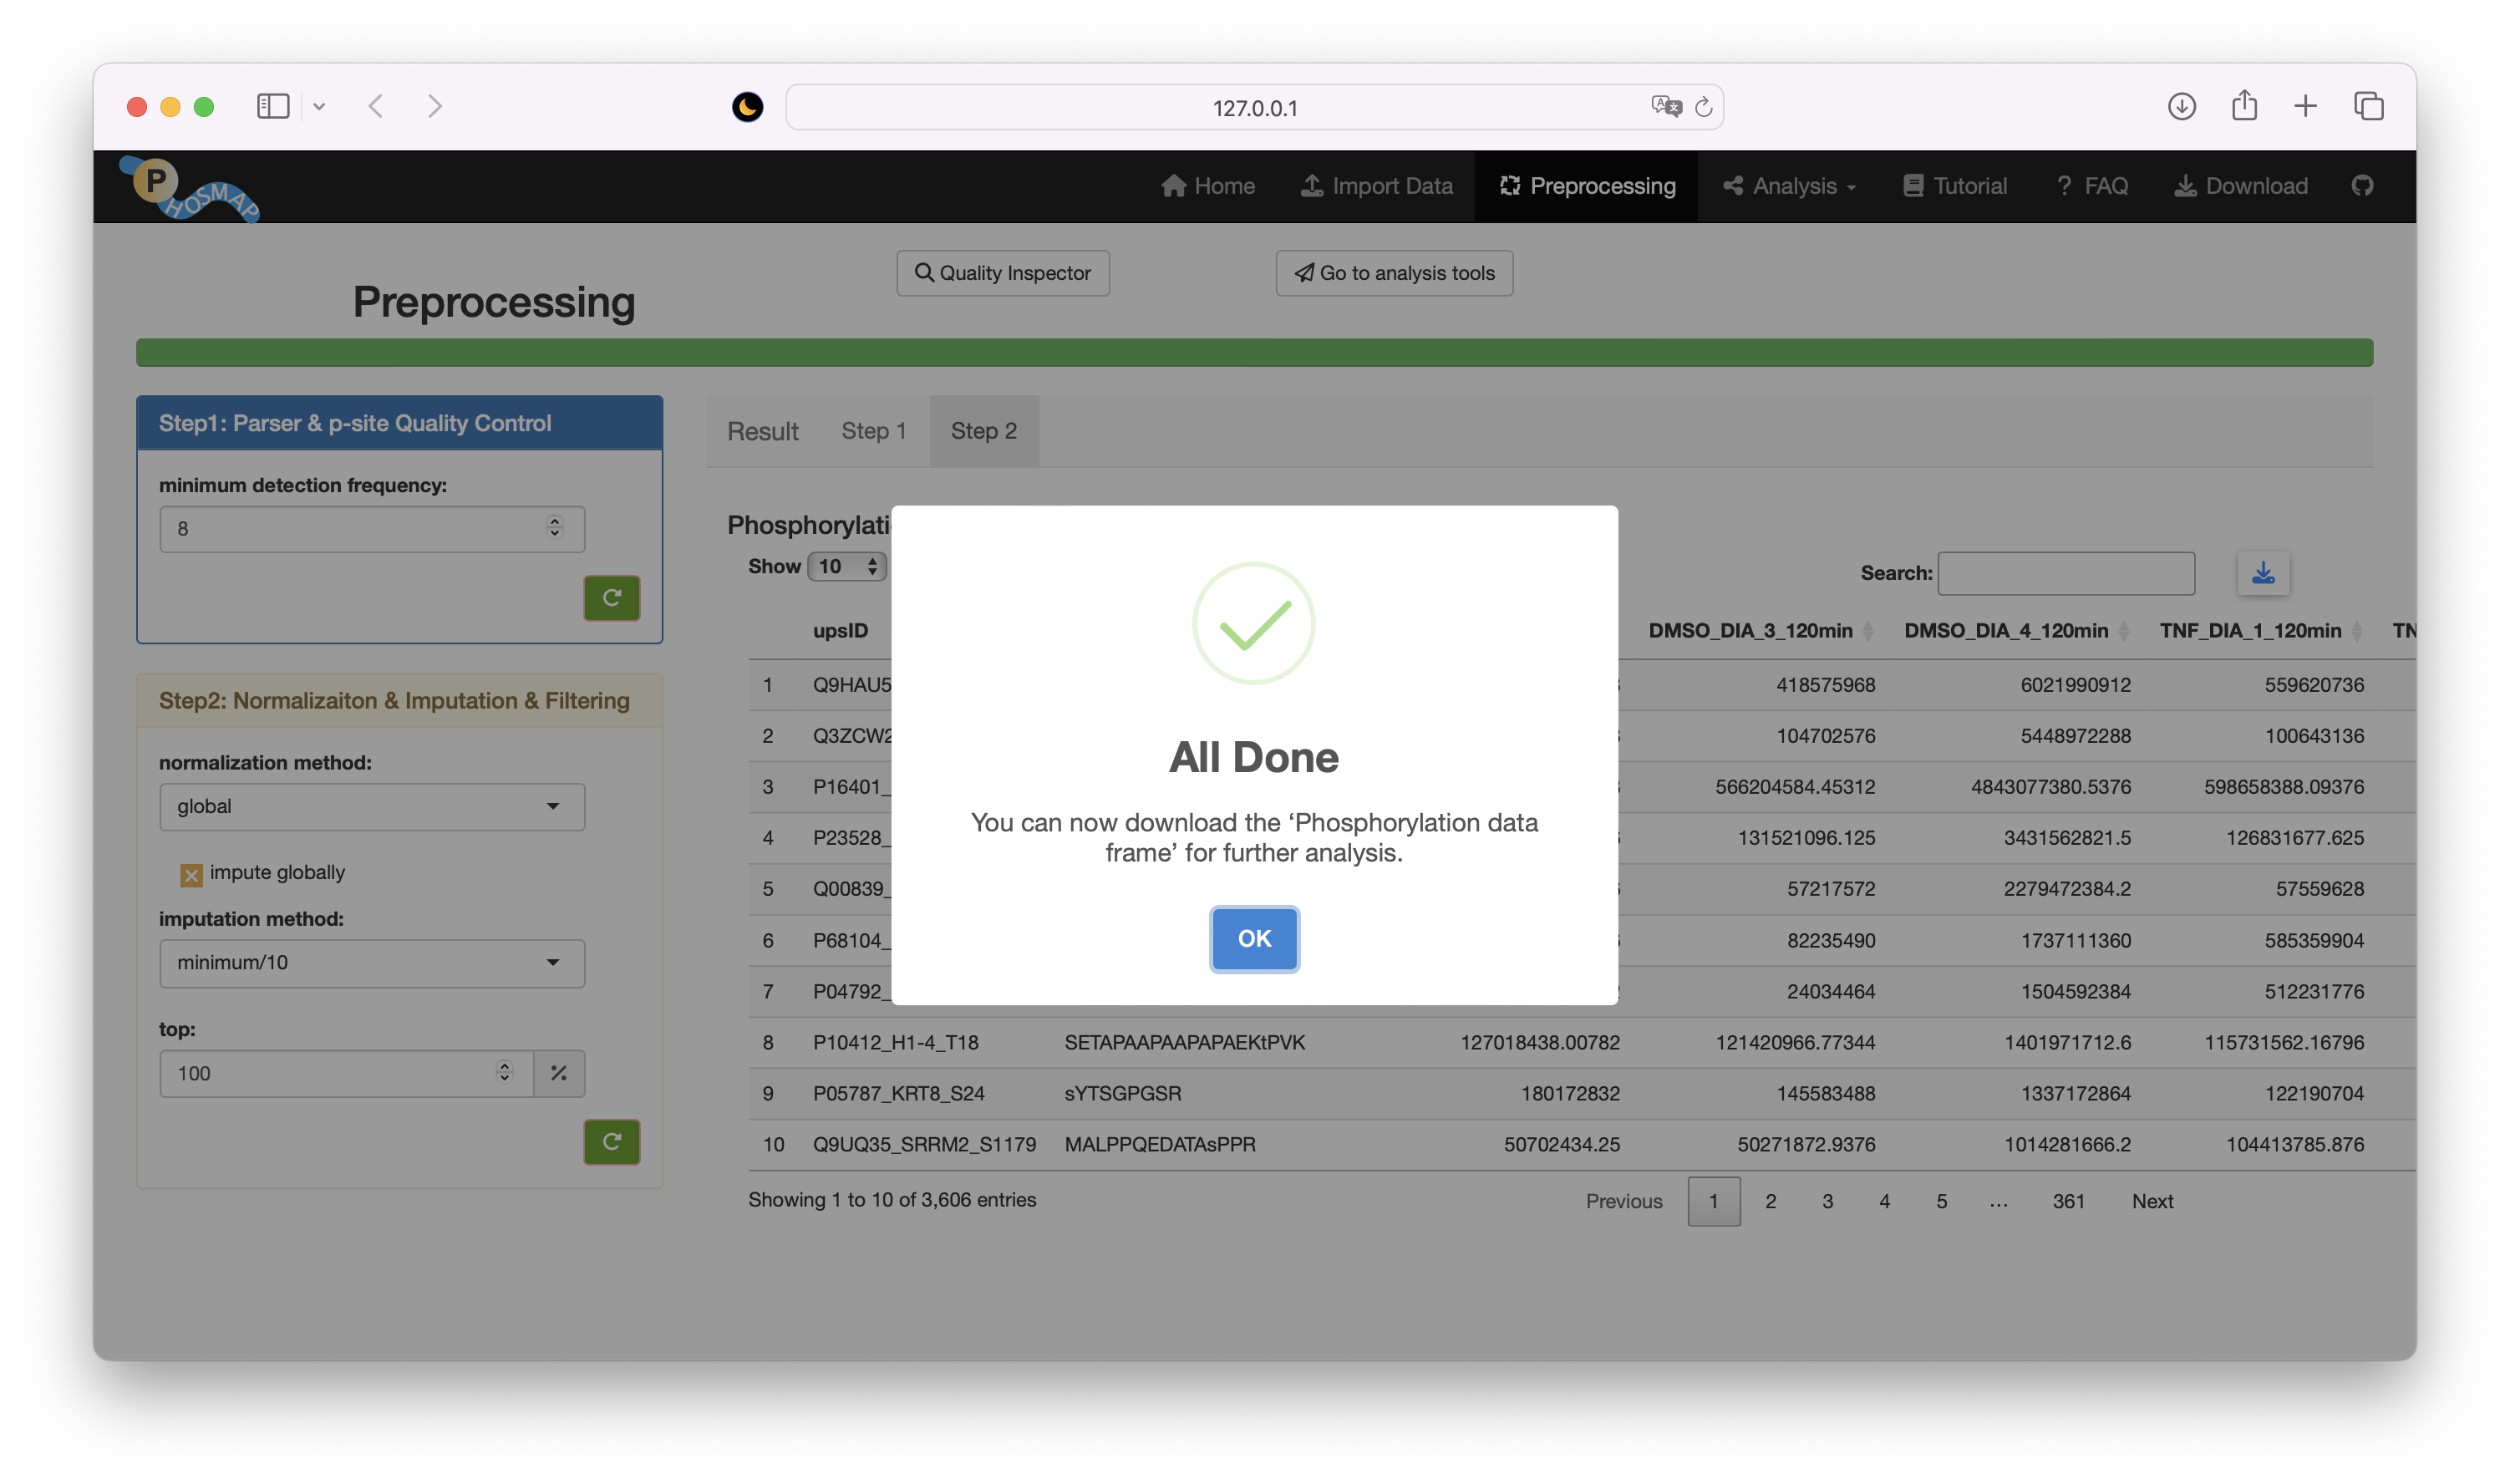 127.0.0.1
PHOSMAP
Home Import Data Preprocessing Analysis Tutorial ? FAQ Download
Quality Inspector Go to analysis tools
Preprocessing
Step1: Parser & p-site Quality Control
minimum detection frequency:
8
Step2: Normalizaiton & Imputation & Filtering
normalization method:
global
impute globally
imputation method:
minimum/10
top:
100 %
Result Step 1 Step 2
Show 10
Search:
upsID DMSO_DIA_3_120min DMSO_DIA_4_120min TNF_DIA_1_120min
1 Q9HAU5 418575968 6021990912 559620736
2 Q3ZCW2 104702576 5448972288 100643136
3 P16401_ 566204584.45312 4843077380.5376 598658388.09376
4 P23528_ 131521096.125 3431562821.5 126831677.625
5 Q00839_ 57217572 2279472384.2 57559628
6 P68104_ 82235490 1737111360 585359904
7 P04792_ 24034464 1504592384 512231776
8 P10412_H1-4_T18 SETAPAAPAAPAPAEKtPVK 127018438.00782 121420966.77344 1401971712.6 115731562.16796
9 P05787_KRT8_S24 sYTSGPGSR 180172832 145583488 1337172864 122190704
10 Q9UQ35_SRRM2_S1179 MALPPQEDATAsPPR 50702434.25 50271872.9376 1014281666.2 104413785.876
Showing 1 to 10 of 3,606 entries
Previous 1 2 3 4 5 … 361 Next
All Done
You can now download the ‘Phosphorylation data
frame’ for further analysis.
OK